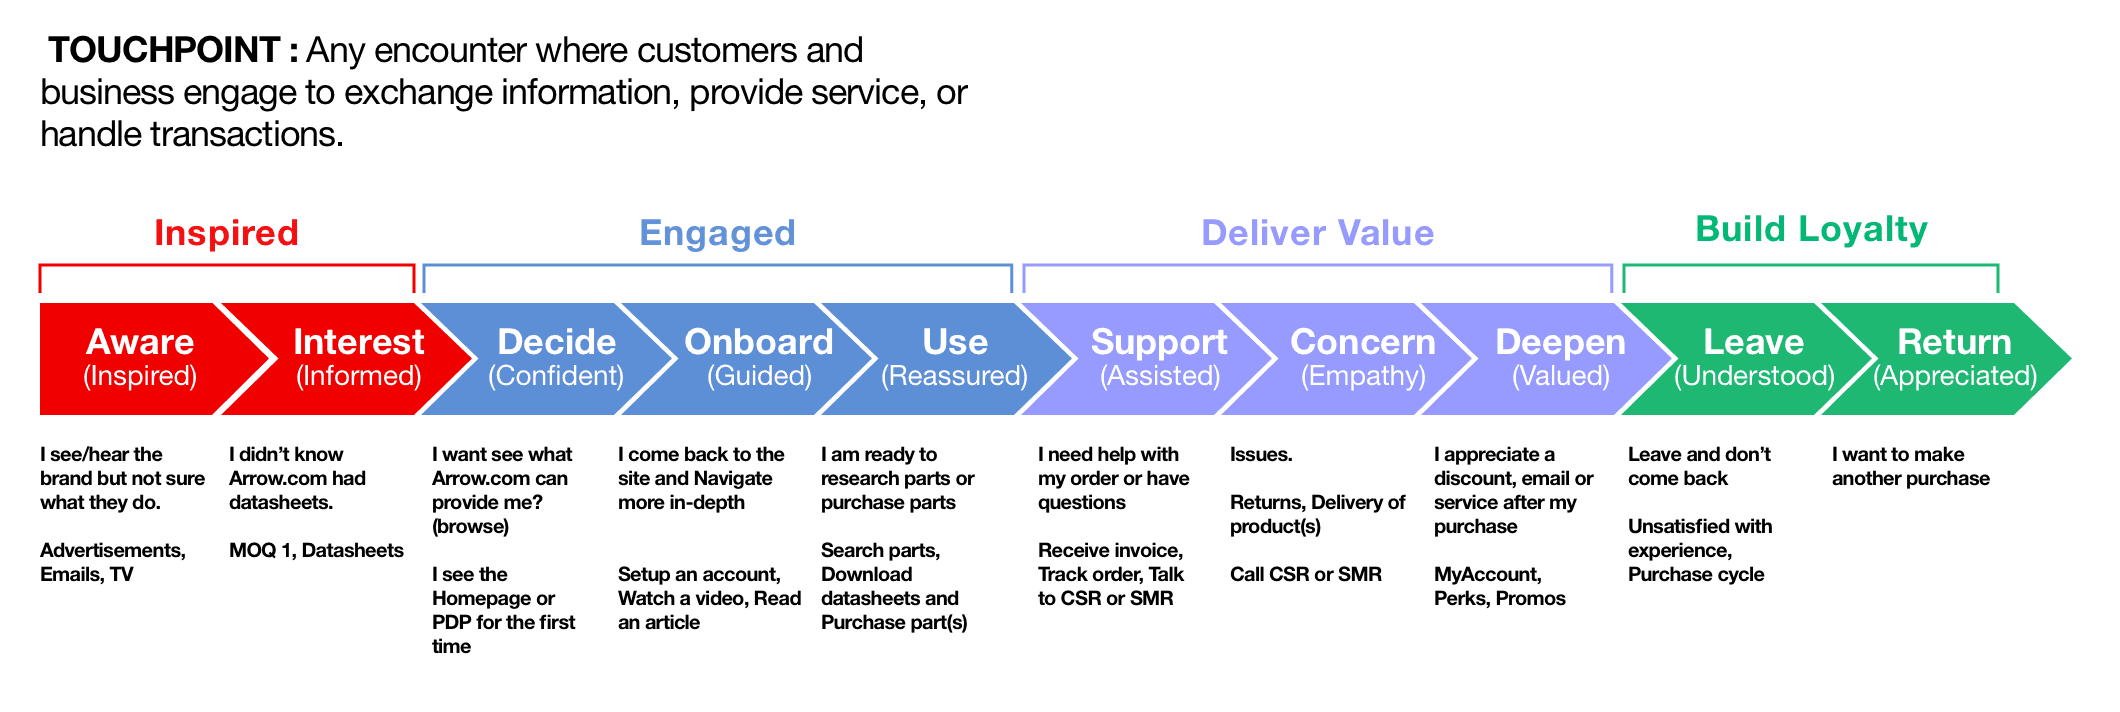 TOUCHPOINT : Any encounter where customers and
business engage to exchange information, provide service, or
handle transactions.
Inspired
Engaged
Deliver Value
Build Loyalty
Aware
(Inspired)
Interest
(Informed)
Decide
(Confident)
Onboard
(Guided)
Use
(Reassured)
Support
(Assisted)
Concern
(Empathy)
Deepen
(Valued)
Leave
(Understood)
Return
(Appreciated)
I see/hear the
brand but not sure
what they do.
Advertisements,
Emails, TV
I didn’t know
Arrow.com had
datasheets.
MOQ 1, Datasheets
I want see what
Arrow.com can
provide me?
(browse)
I see the
Homepage or
PDP for the first
time
I come back to the
site and Navigate
more in-depth
Setup an account,
Watch a video, Read
an article
I am ready to
research parts or
purchase parts
Search parts,
Download
datasheets and
Purchase part(s)
I need help with
my order or have
questions
Receive invoice,
Track order, Talk
to CSR or SMR
Issues.
Returns, Delivery of
product(s)
Call CSR or SMR
I appreciate a
discount, email or
service after my
purchase
MyAccount,
Perks, Promos
Leave and don’t
come back
Unsatisfied with
experience,
Purchase cycle
I want to make
another purchase